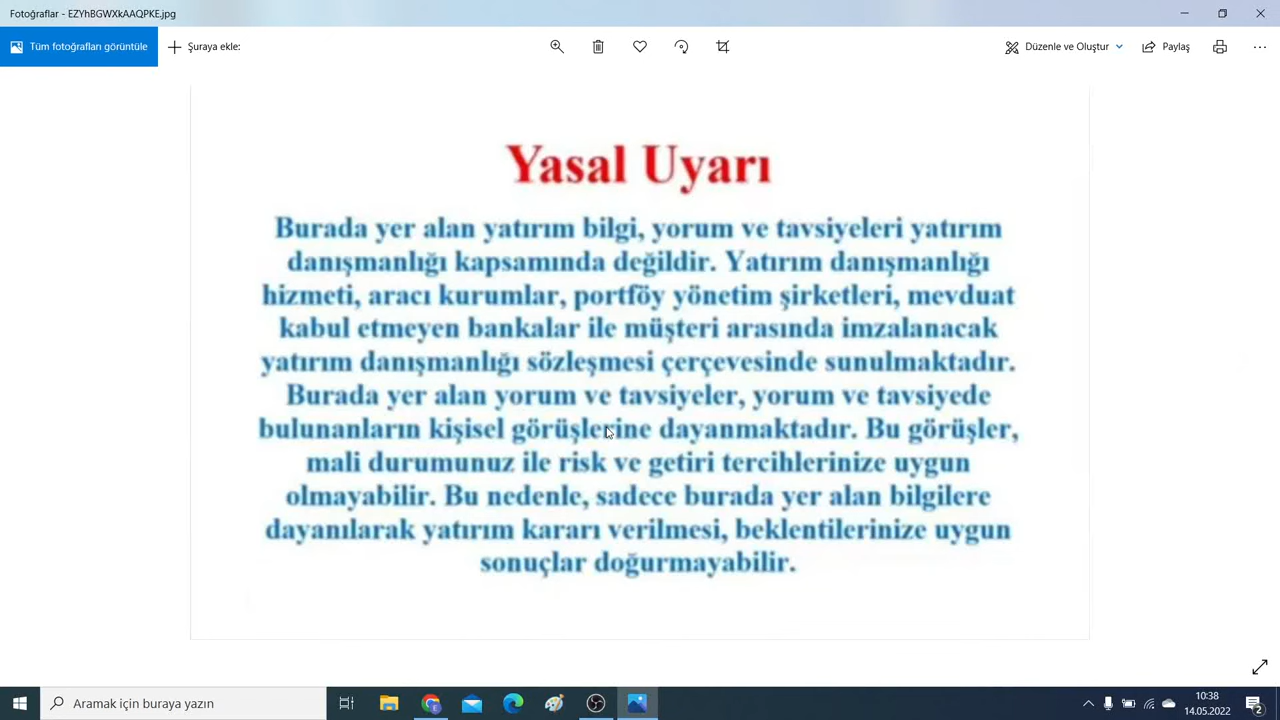 Fotoğraflar - EZYhBGWXkAAQPKE.jpg
Tüm fotoğrafları görüntüle
Şuraya ekle:
Düzenle ve Oluştur
Paylaş
Yasal Uyarı
Burada yer alan yatırım bilgi, yorum ve tavsiyeleri yatırım
danışmanlığı kapsamında değildir. Yatırım danışmanlığı
hizmeti, aracı kurumlar, portföy yönetim şirketleri, mevduat
kabul etmeyen bankalar ile müşteri arasında imzalanacak
yatırım danışmanlığı sözleşmesi çerçevesinde sunulmaktadır.
Burada yer alan yorum ve tavsiyeler, yorum ve tavsiyede
bulunanların kişisel görüşlerine dayanmaktadır. Bu görüşler,
mali durumunuz ile risk ve getiri tercihlerinize uygun
olmayabilir. Bu nedenle, sadece burada yer alan bilgilere
dayanılarak yatırım kararı verilmesi, beklentilerinize uygun
sonuçlar doğurmayabilir.
Aramak için buraya yazın
10:38
14.05.2022
2